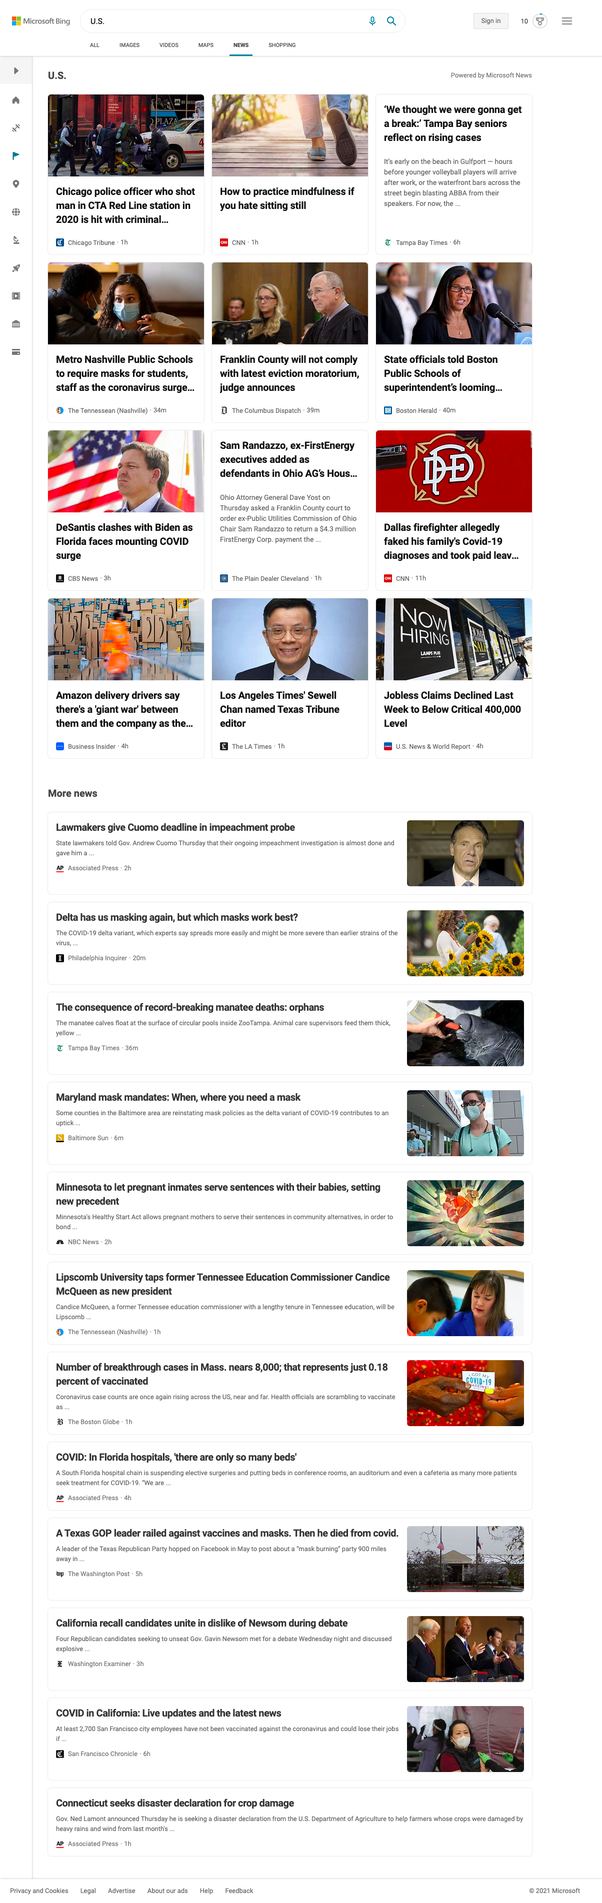 Microsoft Bing
U.S.
Sign in
10
ALL
IMAGES
VIDEOS
MAPS
NEWS
SHOPPING
U.S.
Powered by Microsoft News
Chicago police officer who shot
man in CTA Red Line station in
2020 is hit with criminal...
Chicago Tribune · 1h
How to practice mindfulness if
you hate sitting still
CNN · 1h
‘We thought we were gonna get
a break:’ Tampa Bay seniors
reflect on rising cases
It’s early on the beach in Gulfport — hours
before younger volleyball players will arrive
after work, or the waterfront bars across the
street begin blasting ABBA from their
speakers. For now, the ...
Tampa Bay Times · 6h
Metro Nashville Public Schools
to require masks for students,
staff as the coronavirus surge...
The Tennessean (Nashville) · 34m
Franklin County will not comply
with latest eviction moratorium,
judge announces
The Columbus Dispatch · 39m
State officials told Boston
Public Schools of
superintendent’s looming...
Boston Herald · 40m
DeSantis clashes with Biden as
Florida faces mounting COVID
surge
CBS News · 3h
Sam Randazzo, ex-FirstEnergy
executives added as
defendants in Ohio AG’s Hous...
Ohio Attorney General Dave Yost on
Thursday asked a Franklin County court to
order ex-Public Utilities Commission of Ohio
Chair Sam Randazzo to return a $4.3 million
FirstEnergy Corp. payment the ...
The Plain Dealer Cleveland · 1h
DFD
Dallas firefighter allegedly
faked his family’s Covid-19
diagnoses and took paid leav...
CNN · 11h
Amazon delivery drivers say
there's a 'giant war' between
them and the company as the...
Business Insider · 4h
Los Angeles Times' Sewell
Chan named Texas Tribune
editor
The LA Times · 1h
NOW
HIRING
LAMPS PLUS
Jobless Claims Declined Last
Week to Below Critical 400,000
Level
U.S. News & World Report · 4h
More news
Lawmakers give Cuomo deadline in impeachment probe
State lawmakers told Gov. Andrew Cuomo Thursday that their ongoing impeachment investigation is almost done and
gave him a ...
AP Associated Press · 2h
Delta has us masking again, but which masks work best?
The COVID-19 delta variant, which experts say spreads more easily and might be more severe than earlier strains of the
virus, ...
Philadelphia Inquirer · 20m
The consequence of record-breaking manatee deaths: orphans
The manatee calves float at the surface of circular pools inside ZooTampa. Animal care supervisors feed them thick,
yellow ...
Tampa Bay Times · 36m
Maryland mask mandates: When, where you need a mask
Some counties in the Baltimore area are reinstating mask policies as the delta variant of COVID-19 contributes to an
uptick ...
Baltimore Sun · 6m
Minnesota to let pregnant inmates serve sentences with their babies, setting
new precedent
Minnesota's Healthy Start Act allows pregnant mothers to serve their sentences in community alternatives, in order to
bond ...
NBC News · 2h
Lipscomb University taps former Tennessee Education Commissioner Candice
McQueen as new president
Candice McQueen, a former Tennessee education commissioner with a lengthy tenure in Tennessee education, will be
Lipscomb ...
The Tennessean (Nashville) · 1h
Number of breakthrough cases in Mass. nears 8,000; that represents just 0.18
percent of vaccinated
Coronavirus case counts are once again rising across the US, near and far. Health officials are scrambling to vaccinate
as ...
The Boston Globe · 1h
COVID-19
COVID: In Florida hospitals, 'there are only so many beds'
A South Florida hospital chain is suspending elective surgeries and putting beds in conference rooms, an auditorium and even a cafeteria as many more patients
seek treatment for COVID-19. "We are ...
AP Associated Press · 4h
A Texas GOP leader railed against vaccines and masks. Then he died from covid.
A leader of the Texas Republican Party hopped on Facebook in May to post about a “mask burning” party 900 miles
away in ...
wp The Washington Post · 5h
California recall candidates unite in dislike of Newsom during debate
Four Republican candidates seeking to unseat Gov. Gavin Newsom met for a debate Wednesday night and discussed
explosive ...
Washington Examiner · 3h
COVID in California: Live updates and the latest news
At least 2,700 San Francisco city employees have not been vaccinated against the coronavirus and could lose their jobs
if ...
San Francisco Chronicle · 6h
Connecticut seeks disaster declaration for crop damage
Gov. Ned Lamont announced Thursday he is seeking a disaster declaration from the U.S. Department of Agriculture to help farmers whose crops were damaged by
heavy rains and wind from last month's ...
AP Associated Press · 1h
Privacy and Cookies
Legal
Advertise
About our ads
Help
Feedback
© 2021 Microsoft